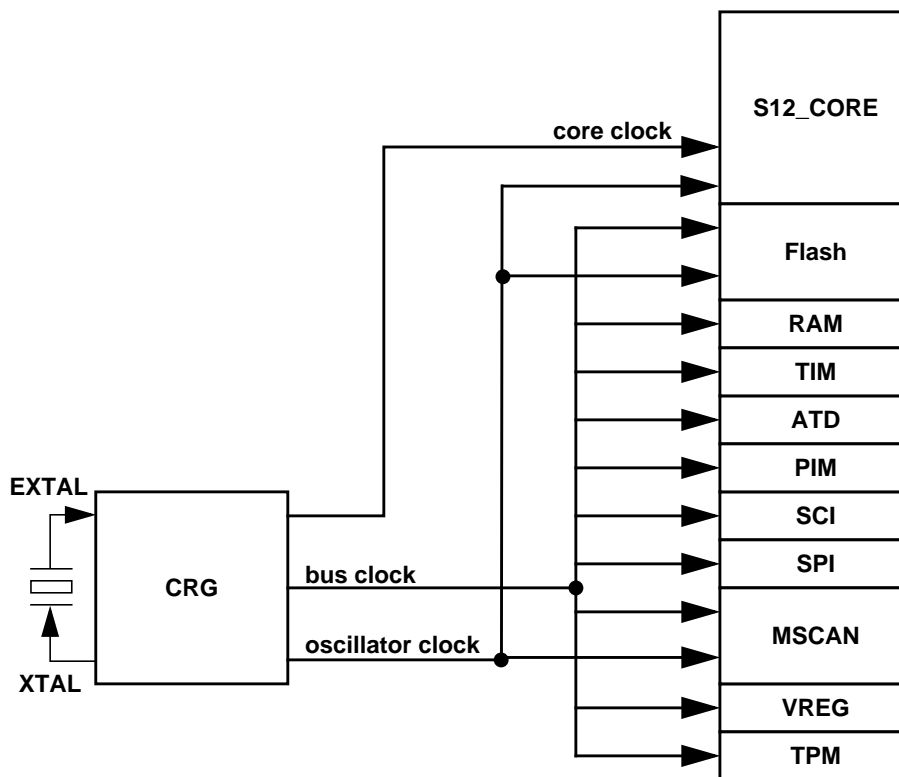 S12_CORE
core clock
Flash
RAM
TIM
ATD
PIM
EXTAL
SCI
SPI
CRG
bus clock
MSCAN
oscillator clock
XTAL
VREG
TPM